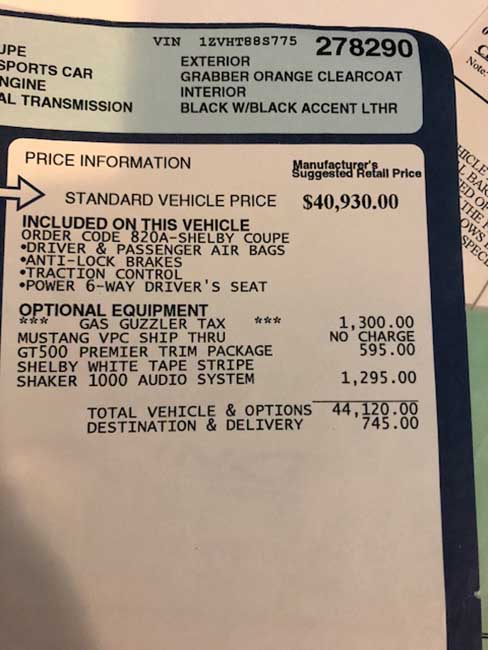 VIN 1ZVHT88S775 278290
UPE
SPORTS CAR
NGINE
AL TRANSMISSION
EXTERIOR
GRABBER ORANGE CLEARCOAT
INTERIOR
BLACK W/BLACK ACCENT LTHR
PRICE INFORMATION
Manufacturer's
Suggested Retail Price
STANDARD VEHICLE PRICE $40,930.00
INCLUDED ON THIS VEHICLE
ORDER CODE 820A-SHELBY COUPE
•DRIVER & PASSENGER AIR BAGS
•ANTI-LOCK BRAKES
•TRACTION CONTROL
•POWER 6-WAY DRIVER'S SEAT
OPTIONAL EQUIPMENT
*** GAS GUZZLER TAX *** 1,300.00
MUSTANG VPC SHIP THRU NO CHARGE
GT500 PREMIER TRIM PACKAGE 595.00
SHELBY WHITE TAPE STRIPE
SHAKER 1000 AUDIO SYSTEM 1,295.00
TOTAL VEHICLE & OPTIONS 44,120.00
DESTINATION & DELIVERY 745.00
Note:
HICLE